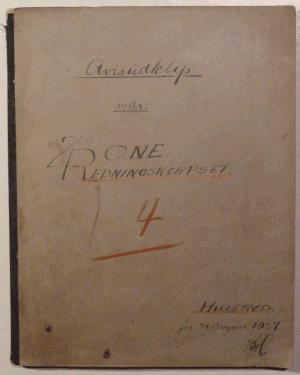 Avisudklip
vedr.
ZONE
REDNINGSKORPSET.
4
HILLERØD.